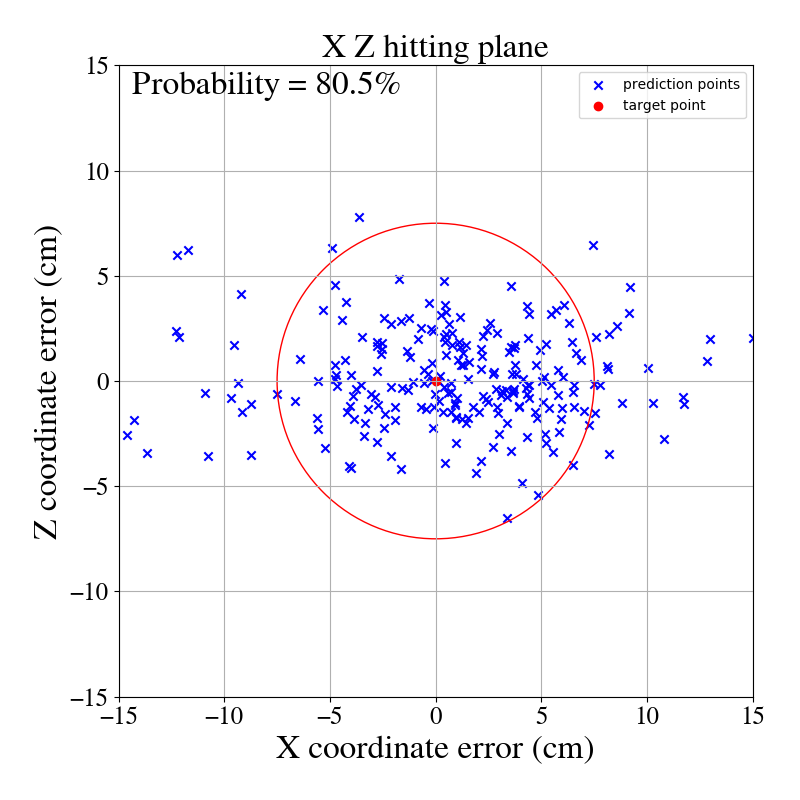 X Z hitting plane
Probability = 80.5%
prediction points
target point
15
10
5
0
−5
−10
−15
Z coordinate error (cm)
−15 −10 −5 0 5 10 15
X coordinate error (cm)